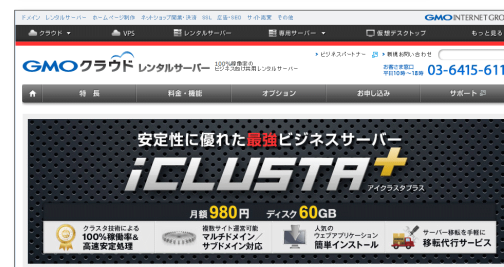 ドメイン レンタルサーバー ホームページ制作 ネットショップ開業・決済 SSL 広告・SEO サイト売買 その他
GMO INTERNET GRO
クラウド VPS レンタルサーバー 専用サーバー 仮想デスクトップ もっと見る
ビジネスパートナー 新規お問い合わせ
GMOクラウド レンタルサーバー 100%稼働率の
ビジネス向け共用レンタルサーバー
お客さま窓口
平日10時~18時 03-6415-611
特 長 料金・機能 オプション お申し込み サポート
安定性に優れた最強ビジネスサーバー
iCLUSTA+
アイクラスタプラス
月額 980円 ディスク 60GB
クラスタ技術による
100%稼働率&
高速安定処理
複数サイト運営可能
マルチドメイン/
サブドメイン対応
人気の
ウェブアプリケーション
簡単インストール
サーバー移転を手軽に
移転代行サービス